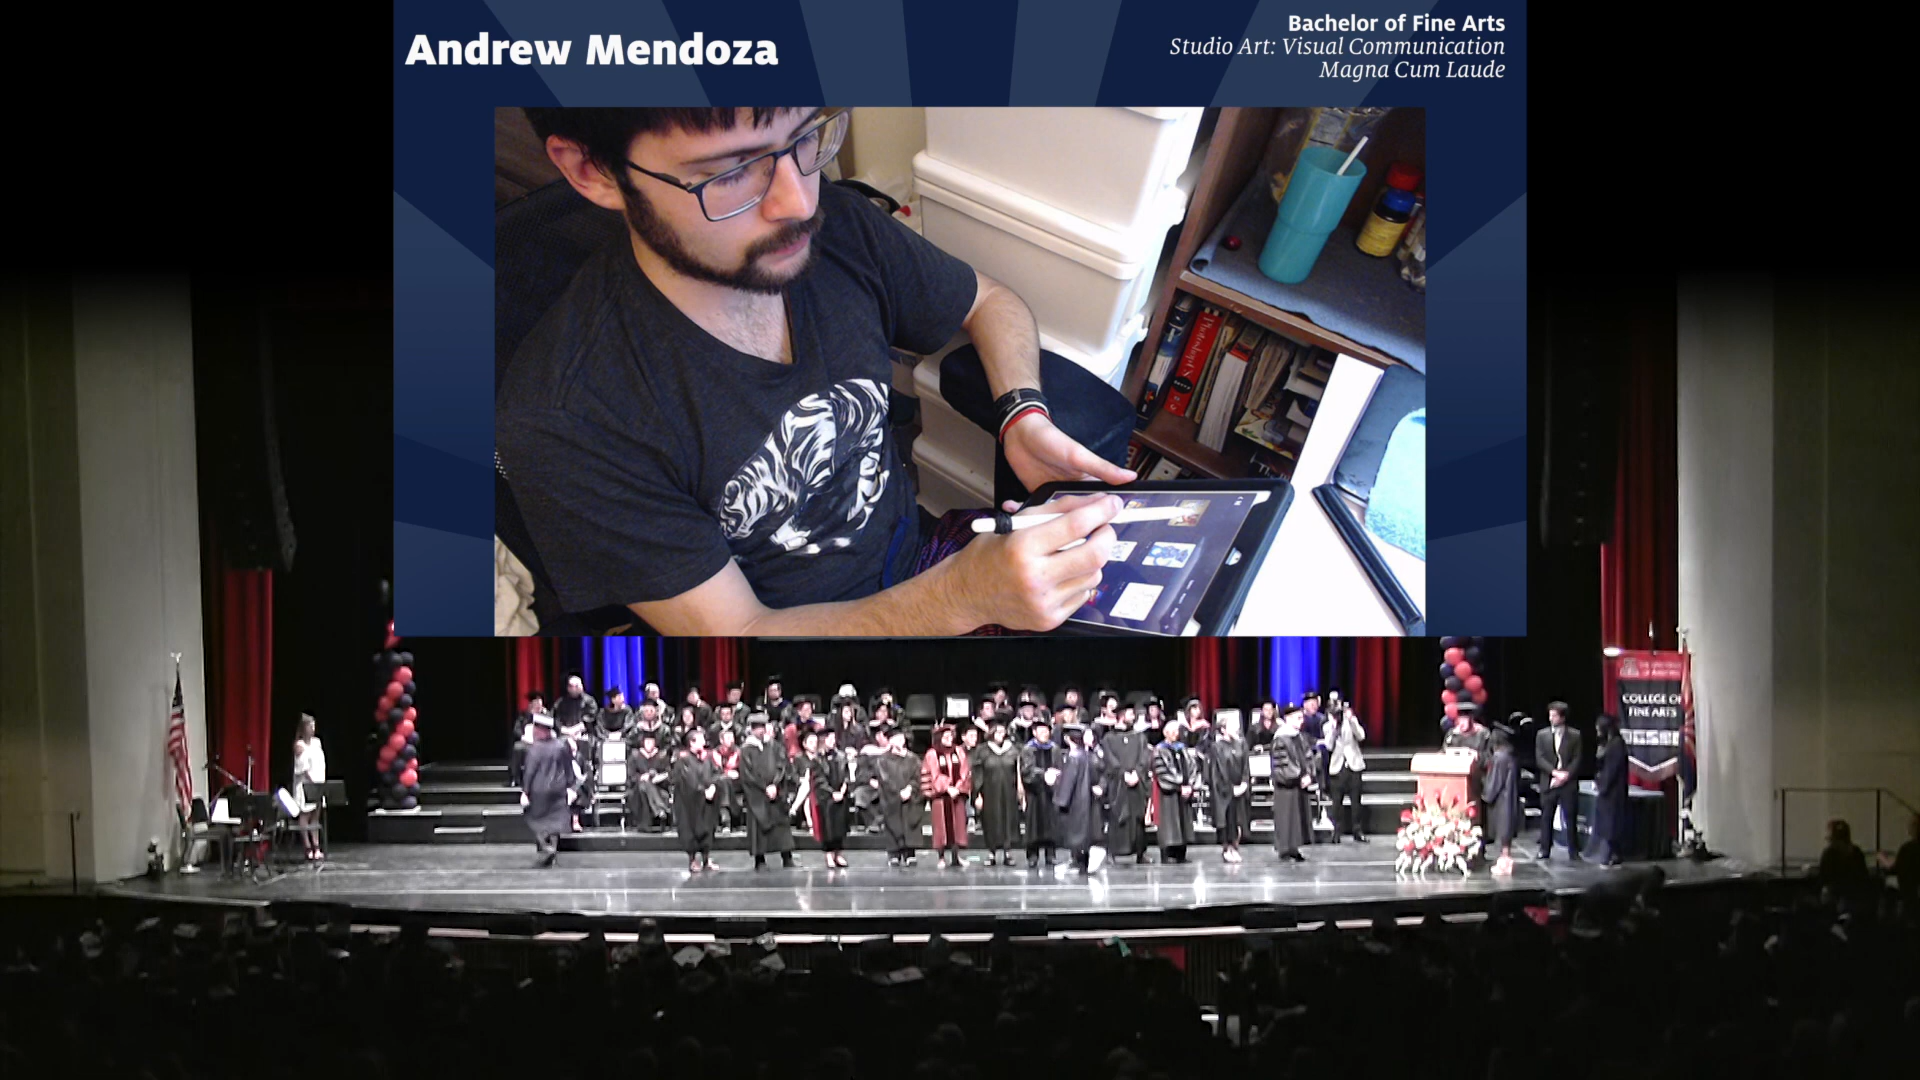 Andrew Mendoza
Bachelor of Fine Arts
Studio Art: Visual Communication
Magna Cum Laude
COLLEGE OF
FINE ARTS